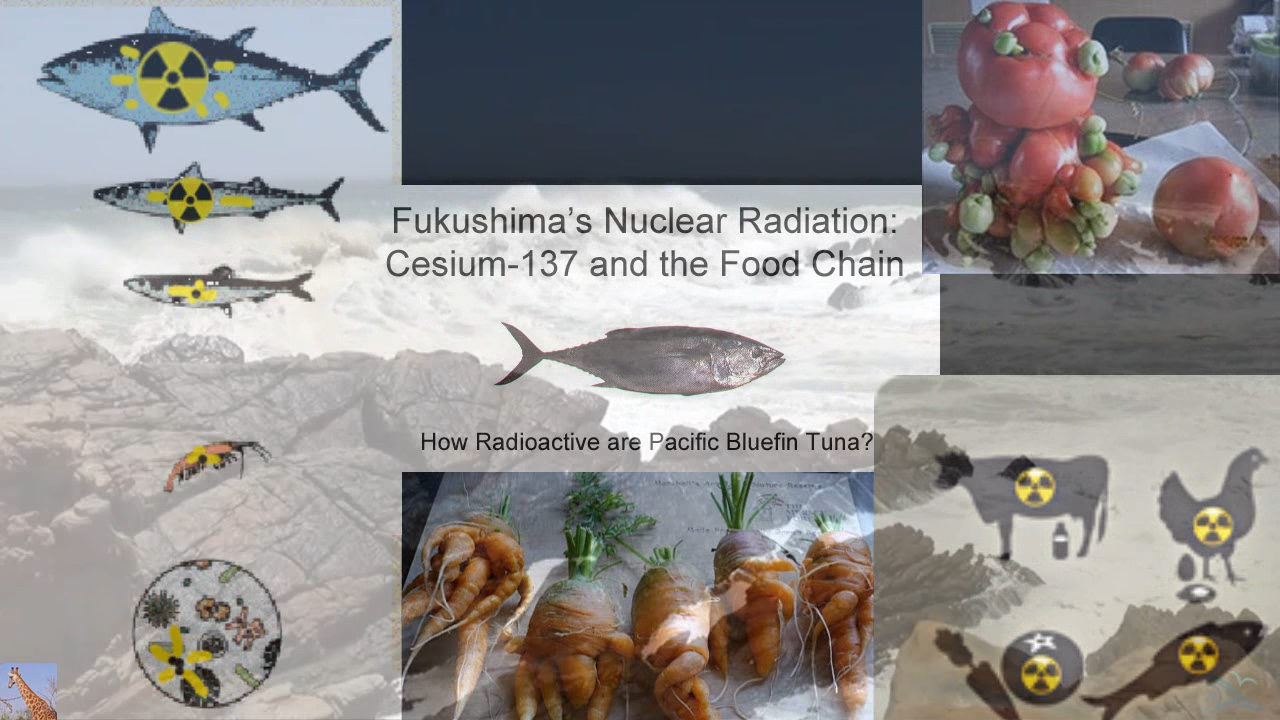 Fukushima’s Nuclear Radiation:
Cesium-137 and the Food Chain
How Radioactive are Pacific Bluefin Tuna?